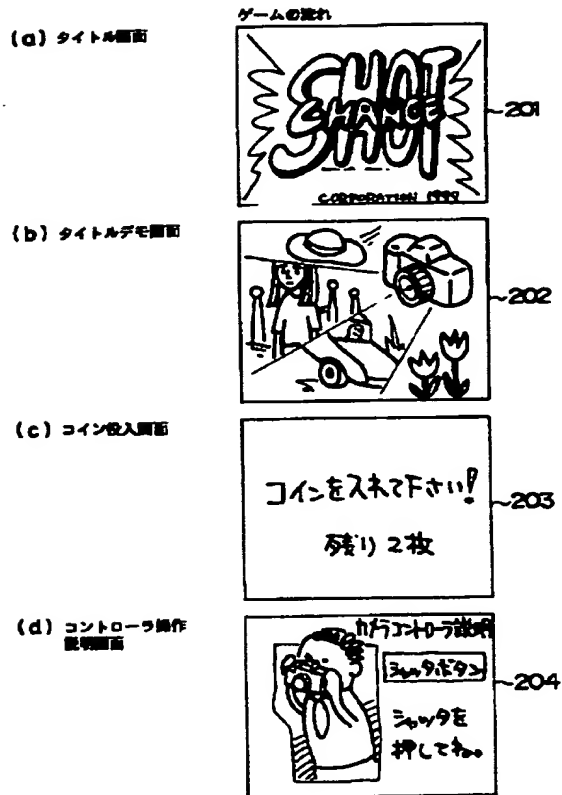 ゲームの流れ
(a) タイトル画面
SHOT
CHANCE
SHOT
CORPORATION 1999
201
(b) タイトルデモ画面
202
(c) コイン投入画面
コインを入れて下さい!
残り2枚
203
(d) コントローラ操作
説明画面
カメラコントローラ説明
シャッタボタン
シャッタを
押してね。
204